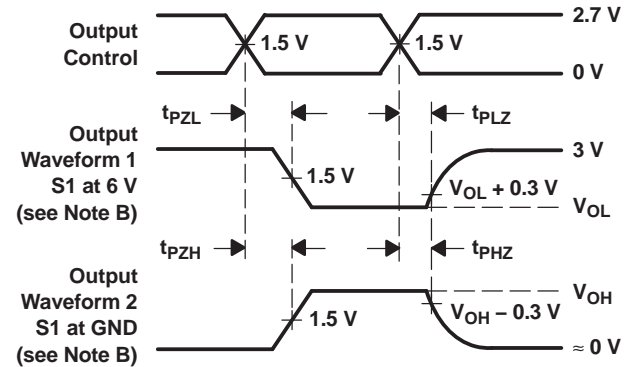 Output
Control
1.5 V
1.5 V
2.7 V
0 V
tPZL
tPLZ
Output
Waveform 1
S1 at 6 V
(see Note B)
1.5 V
3 V
VOL + 0.3 V
VOL
tPZH
tPHZ
Output
Waveform 2
S1 at GND
(see Note B)
1.5 V
VOH
VOH − 0.3 V
≈ 0 V